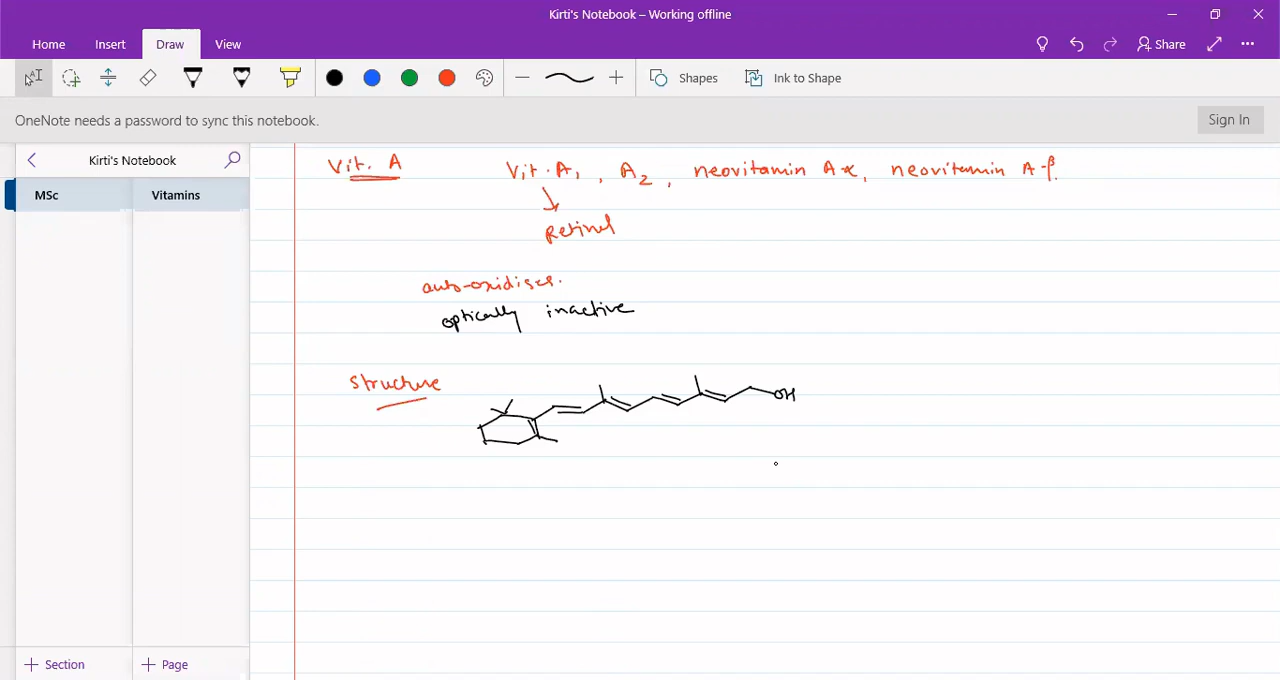 Kirti's Notebook – Working offline
Home Insert Draw View Share
Shapes Ink to Shape
OneNote needs a password to sync this notebook. Sign In
Kirti's Notebook
MSc Vitamins
Vit. A Vit. A1, A2, neovitamin A-α, neovitamin A-β.
Retinol
auto-oxidises.
optically inactive
Structure
OH
+ Section + Page